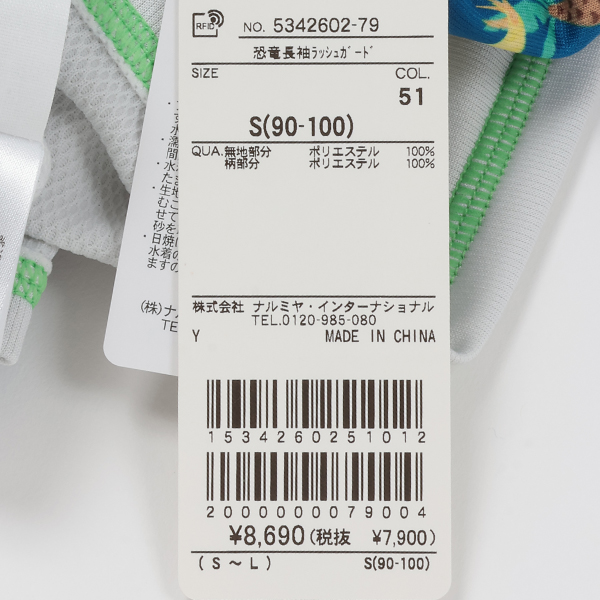 RFID NO. 5342602-79
恐竜長袖ﾗｯｼｭｶﾞｰﾄﾞ
SIZE COL.
51
S(90-100)
QUA. 無地部分 ポリエステル 100%
柄部分 ポリエステル 100%
株式会社 ナルミヤ・インターナショナル
TEL.0120-985-080
Y MADE IN CHINA
1534260251012
2000000079004
¥8,690(税抜 ¥7,900)
(S～L) S(90-100)
(株)ナル
TE